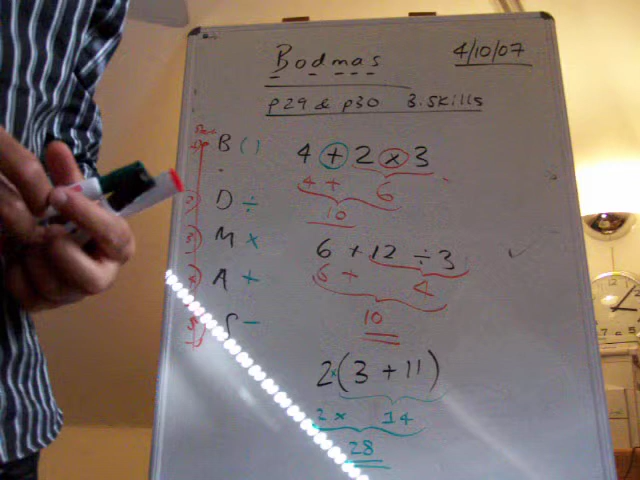 Bodmas 4/10/07
p29 & p30 3.Skills
B ( ) 4 + 2 x 3
4 + 6
D ÷ 10
M x 6 + 12 ÷ 3
A + 6 + 4
S − 10
2 x (3 + 11)
2 x 14
28